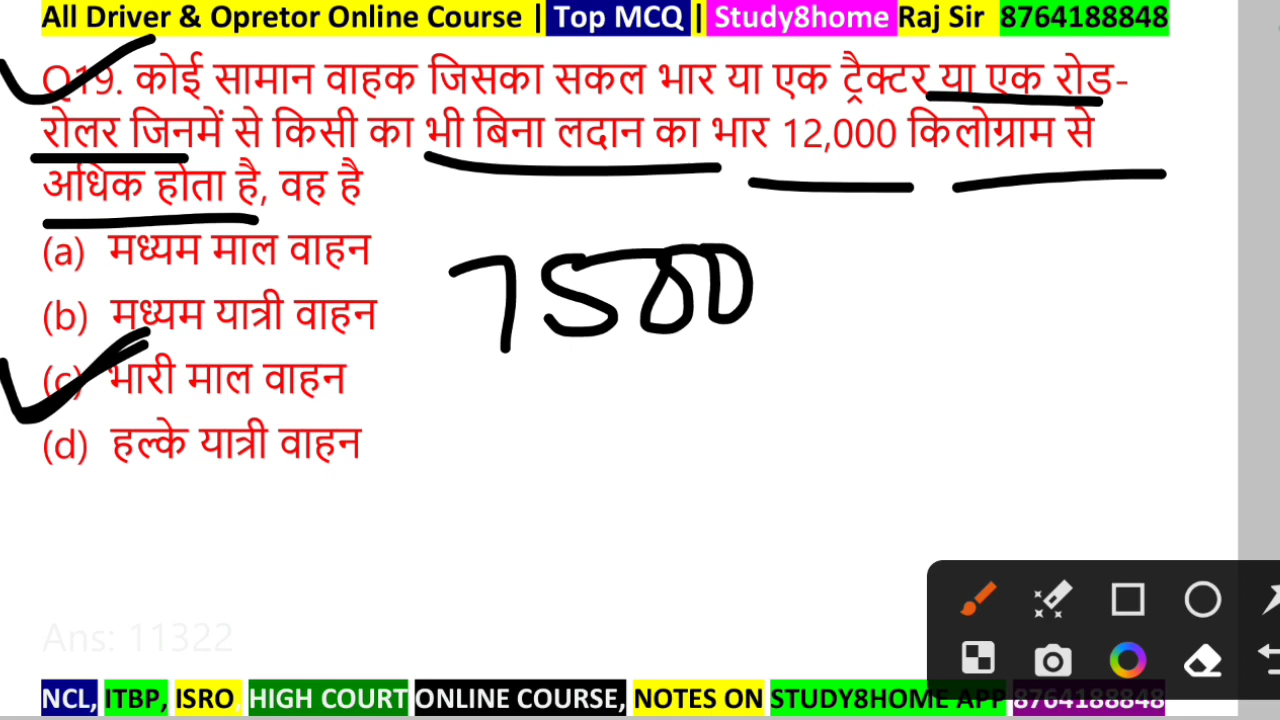 All Driver & Opretor Online Course | Top MCQ | Study8home Raj Sir 8764188848
Q19. कोई सामान वाहक जिसका सकल भार या एक ट्रैक्टर या एक रोड-
रोलर जिनमें से किसी का भी बिना लदान का भार 12,000 किलोग्राम से
अधिक होता है, वह है
(a) मध्यम माल वाहन
7500
(b) मध्यम यात्री वाहन
(c) भारी माल वाहन
(d) हल्के यात्री वाहन
Ans: 11322
NCL, ITBP, ISRO, HIGH COURT ONLINE COURSE, NOTES ON STUDY8HOME APP 8764188848